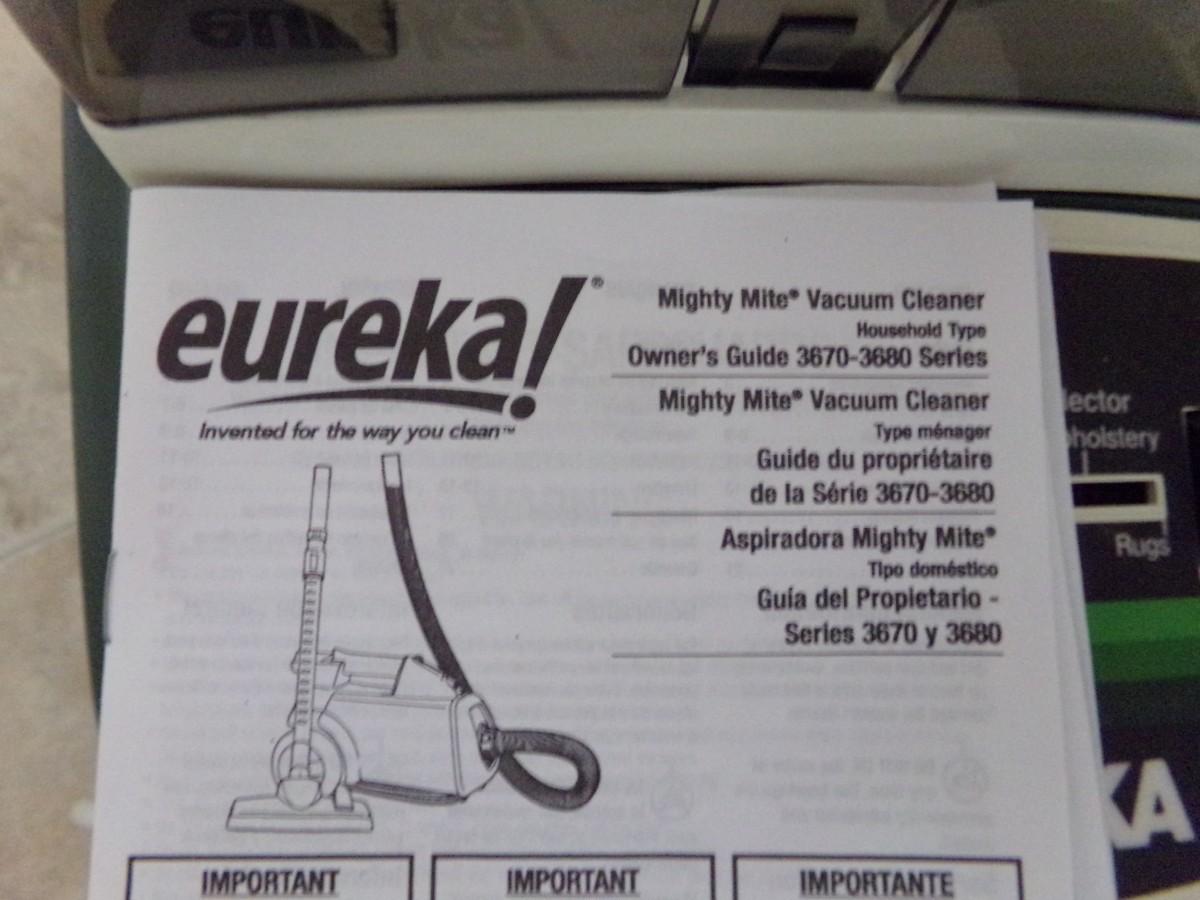 eureka!®
Invented for the way you clean™
Mighty Mite® Vacuum Cleaner
Household Type
Owner's Guide 3670-3680 Series
Mighty Mite® Vacuum Cleaner
Type ménager
Guide du propriétaire
de la Série 3670-3680
Aspiradora Mighty Mite®
Tipo doméstico
Guía del Propietario -
Series 3670 y 3680
IMPORTANT
IMPORTANT
IMPORTANTE
lector
holstery
Rugs
KA